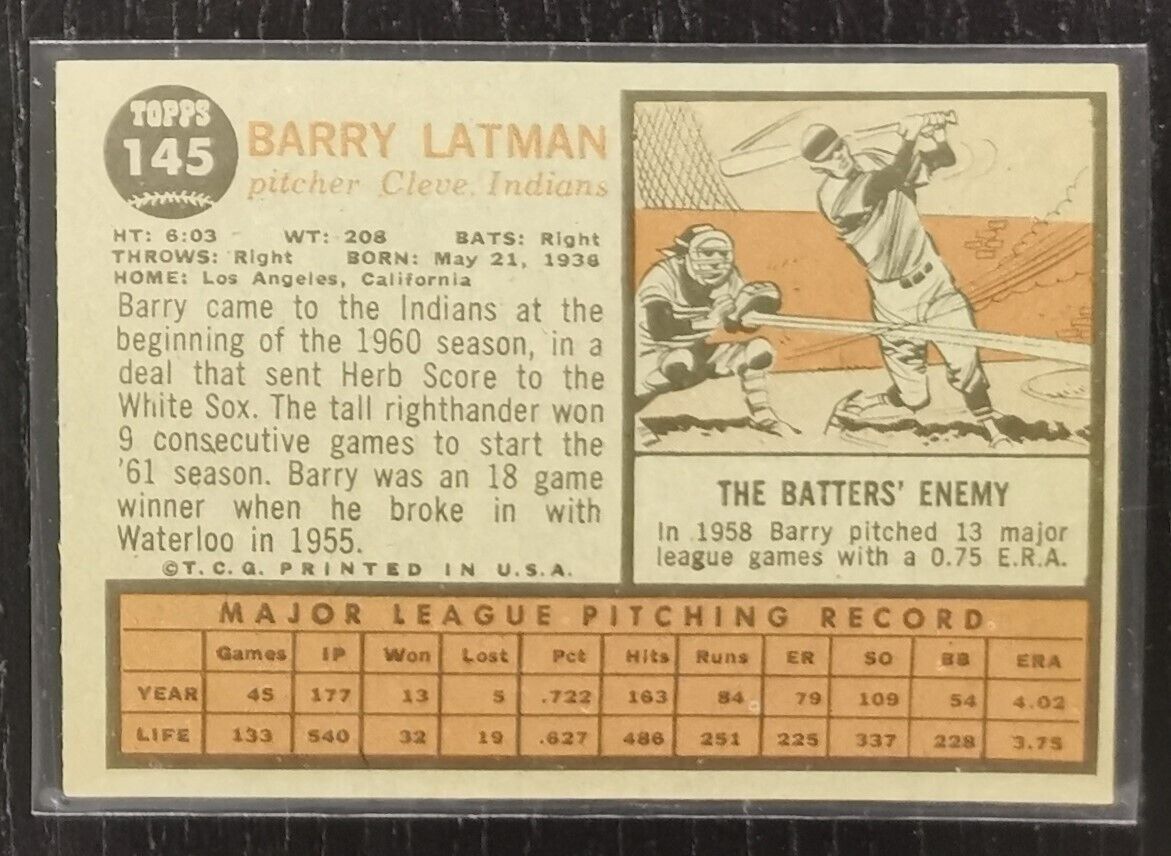 TOPPS
145
BARRY LATMAN
pitcher Cleve. Indians
HT: 6:03 WT: 208 BATS: Right
THROWS: Right BORN: May 21, 1936
HOME: Los Angeles, California
Barry came to the Indians at the
beginning of the 1960 season, in a
deal that sent Herb Score to the
White Sox. The tall righthander won
9 consecutive games to start the
'61 season. Barry was an 18 game
winner when he broke in with
Waterloo in 1955.
©T.C.G. PRINTED IN U.S.A.
THE BATTERS' ENEMY
In 1958 Barry pitched 13 major
league games with a 0.75 E.R.A.
MAJOR LEAGUE PITCHING RECORD
Games IP Won Lost Pct Hits Runs ER SO BB ERA
YEAR 45 177 13 5 .722 163 84 79 109 54 4.02
LIFE 133 540 32 19 .627 486 251 225 337 228 3.75